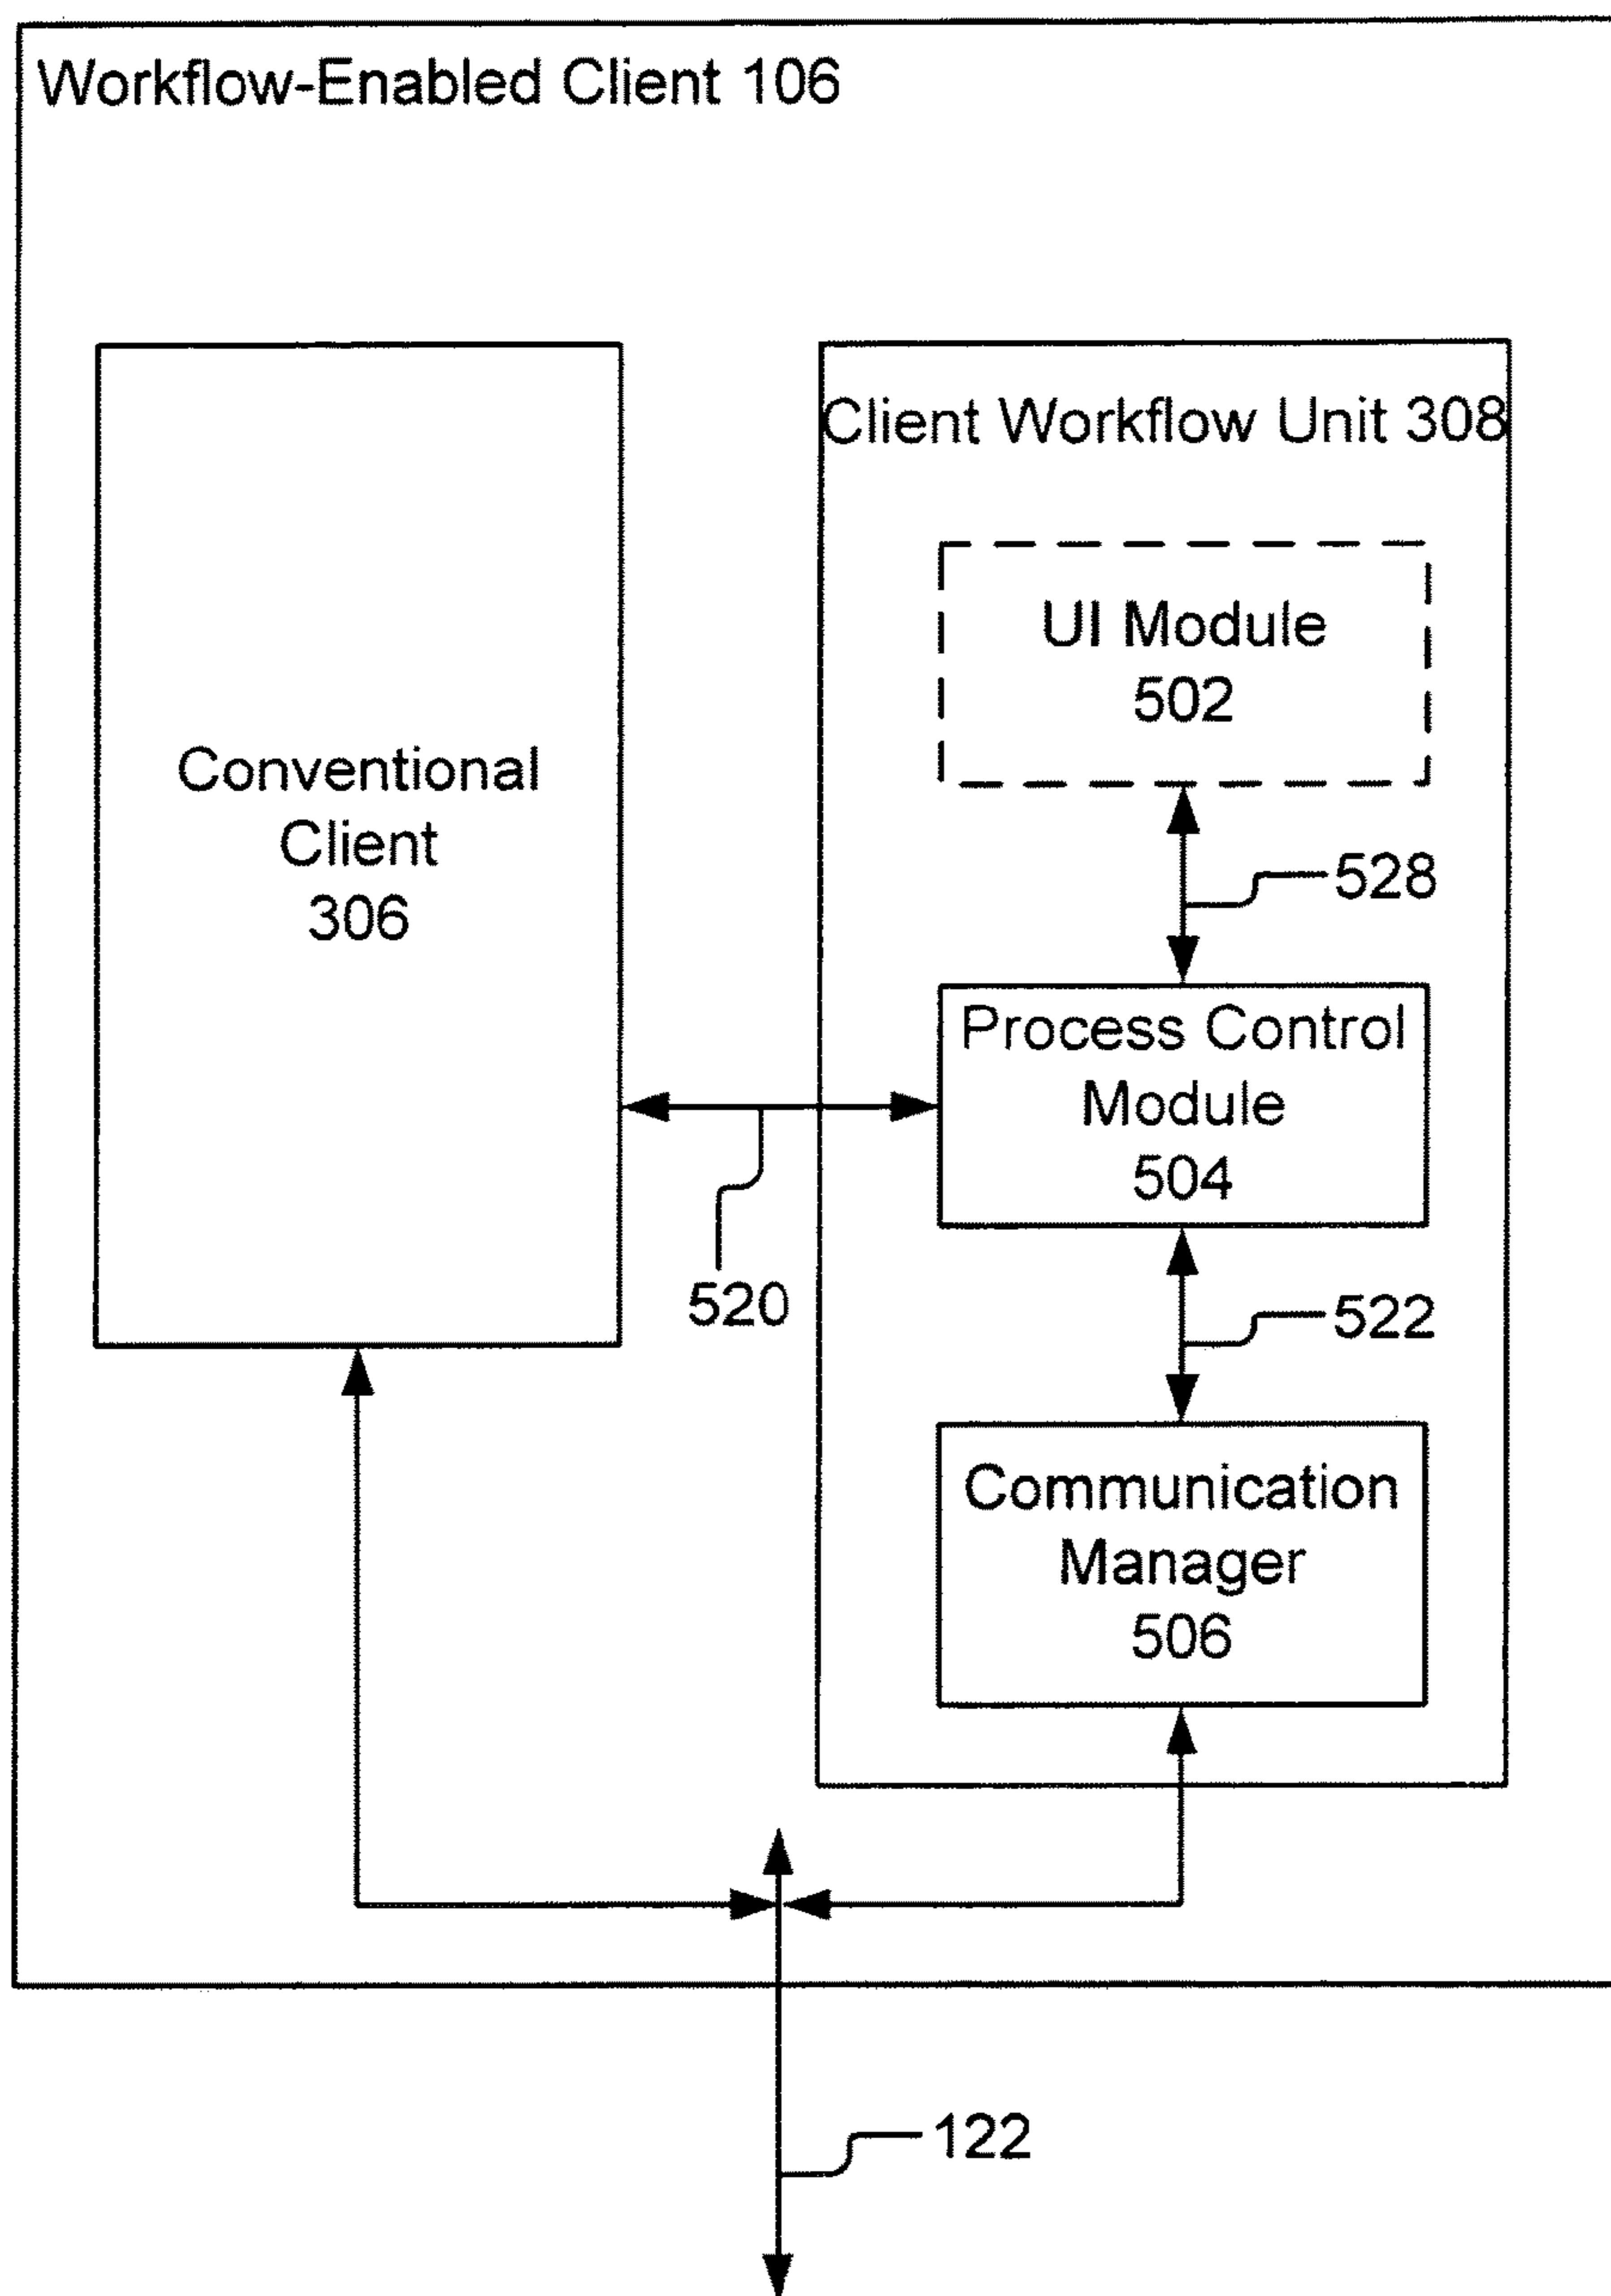 Workflow-Enabled Client 106
Client Workflow Unit 308
UI Module
502
Conventional
Client
306
528
Process Control
Module
504
520
522
Communication
Manager
506
122